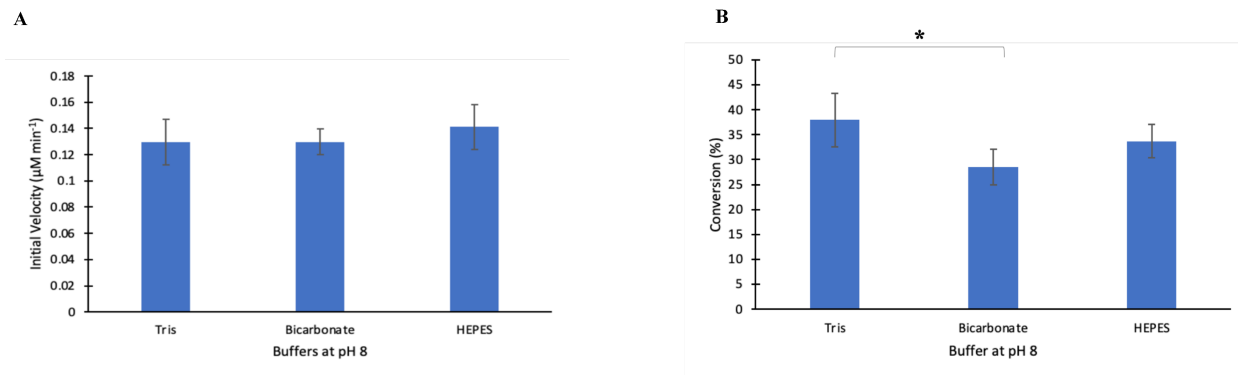 A
0.18
0.16
0.14
0.12
0.1
0.08
0.06
0.04
0.02
0
Initial Velocity (µM min⁻¹)
Tris Bicarbonate HEPES
Buffers at pH 8
B
*
50
45
40
35
30
25
20
15
10
5
0
Conversion (%)
Tris Bicarbonate HEPES
Buffer at pH 8